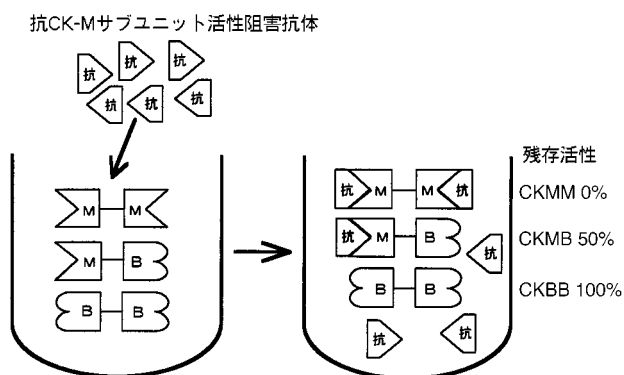 抗CK-Mサブユニット活性阻害抗体
抗 抗 抗
抗 抗 抗
M M
M B
B B
残存活性
抗 M M 抗 CKMM 0%
抗 M B 抗 CKMB 50%
B B CKBB 100%
抗 抗